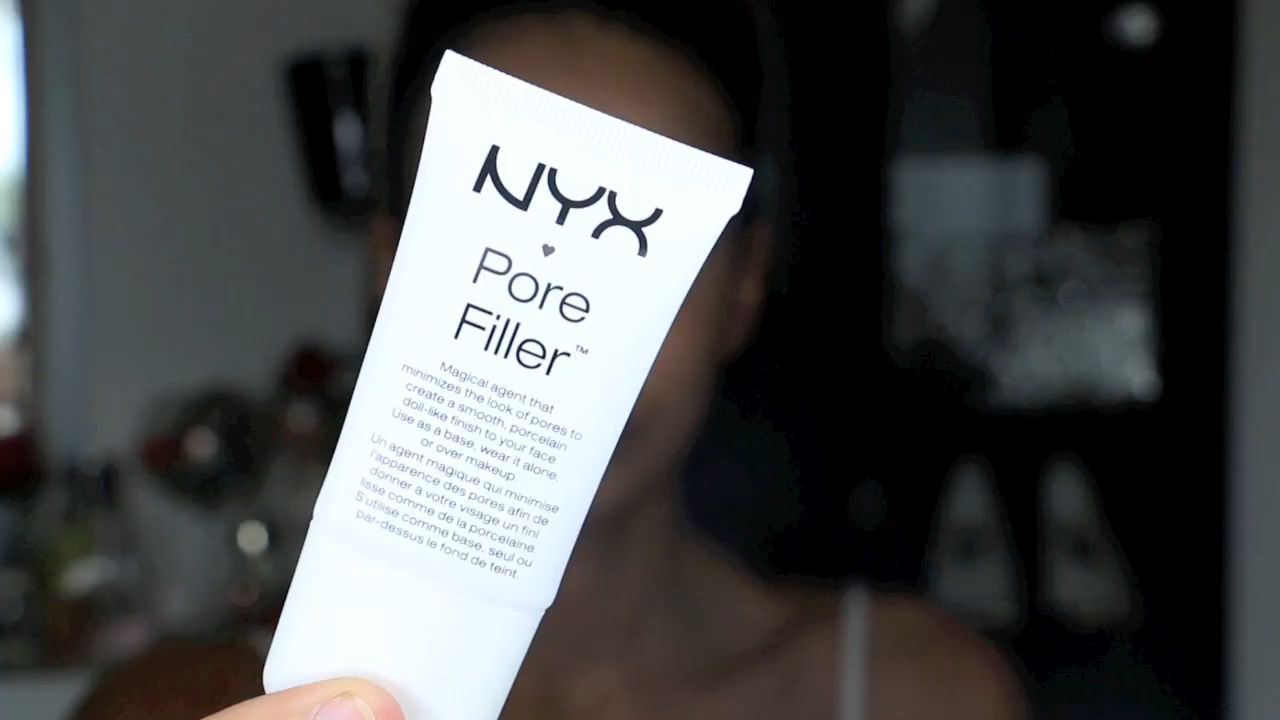 NYX
Pore
Filler™
Magical agent that
minimizes the look of pores to
create a smooth, porcelain
doll-like finish to your face
Use as a base, wear it alone,
or over makeup.
Un agent magique qui minimise
l'apparence des pores afin de
donner à votre visage un fini
lisse comme de la porcelaine.
S'utilise comme base, seul ou
par-dessus le fond de teint.